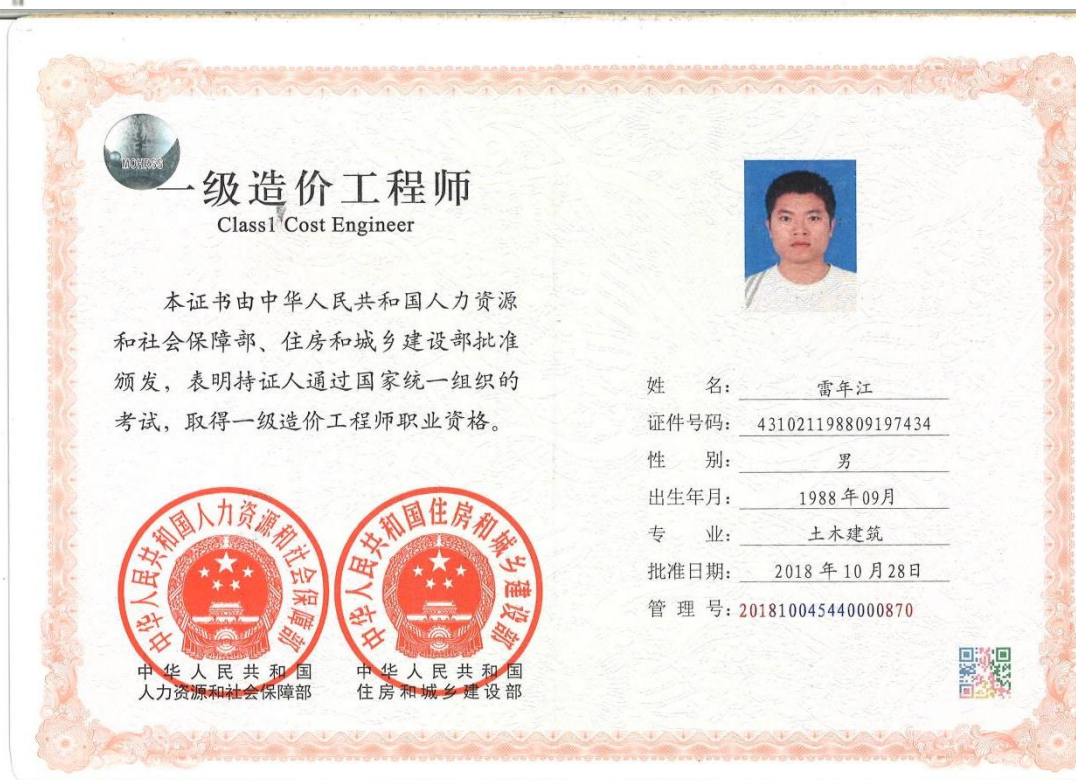 MOHRSS
一级造价工程师
Class1 Cost Engineer
本证书由中华人民共和国人力资源
和社会保障部、住房和城乡建设部批准
颁发，表明持证人通过国家统一组织的
考试，取得一级造价工程师职业资格。
中华人民共和国人力资源和社会保障部
中华人民共和国住房和城乡建设部
中华人民共和国
人力资源和社会保障部
中华人民共和国
住房和城乡建设部
姓 名： 雷年江
证件号码： 431021198809197434
性 别： 男
出生年月： 1988年09月
专 业： 土木建筑
批准日期： 2018年10月28日
管 理 号：201810045440000870